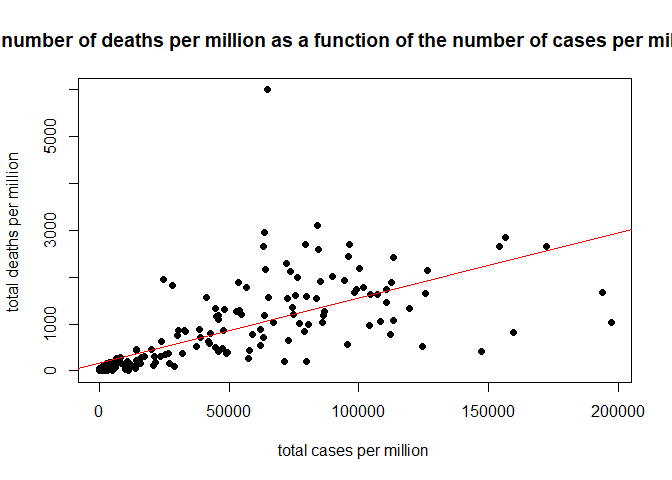 number of deaths per million as a function of the number of cases per mil
total deaths per million
5000
3000
1000
0
0 50000 100000 150000 200000
total cases per million